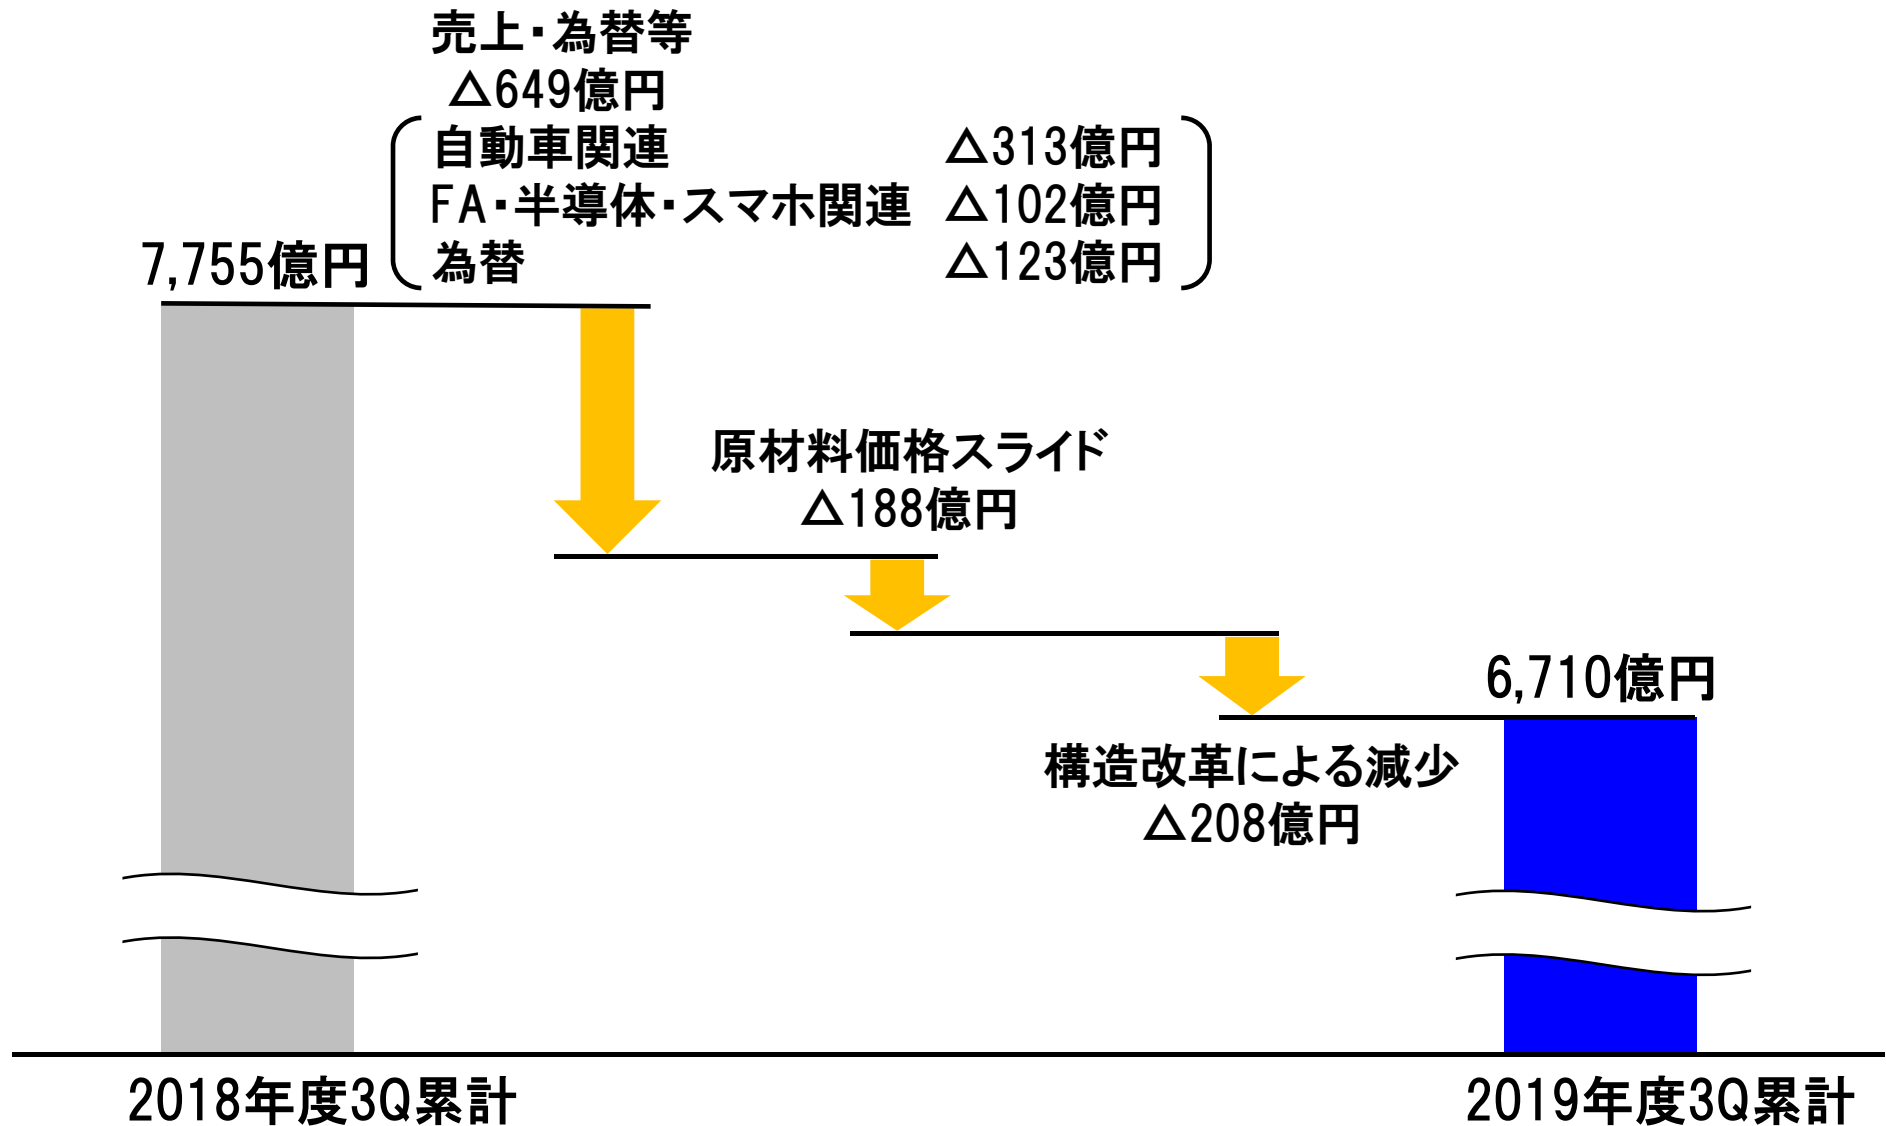 売上・為替等
△649億円
自動車関連 △313億円
FA・半導体・スマホ関連 △102億円
為替 △123億円
7,755億円
原材料価格スライド
△188億円
6,710億円
構造改革による減少
△208億円
2018年度3Q累計
2019年度3Q累計